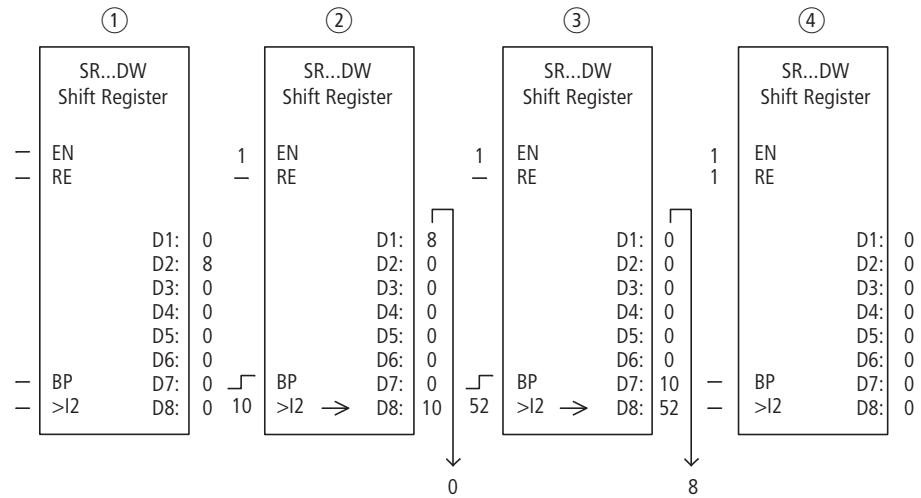 1
SR...DW
Shift Register
– EN
– RE
D1: 0
D2: 8
D3: 0
D4: 0
D5: 0
D6: 0
– BP D7: 0
– >I2 D8: 0
2
SR...DW
Shift Register
1 EN
– RE
D1: 8
D2: 0
D3: 0
D4: 0
D5: 0
D6: 0
BP D7: 0
10 >I2 → D8: 10
0
3
SR...DW
Shift Register
1 EN
– RE
D1: 0
D2: 0
D3: 0
D4: 0
D5: 0
D6: 0
BP D7: 10
52 >I2 → D8: 52
8
4
SR...DW
Shift Register
1 EN
1 RE
D1: 0
D2: 0
D3: 0
D4: 0
D5: 0
D6: 0
– BP D7: 0
– >I2 D8: 0